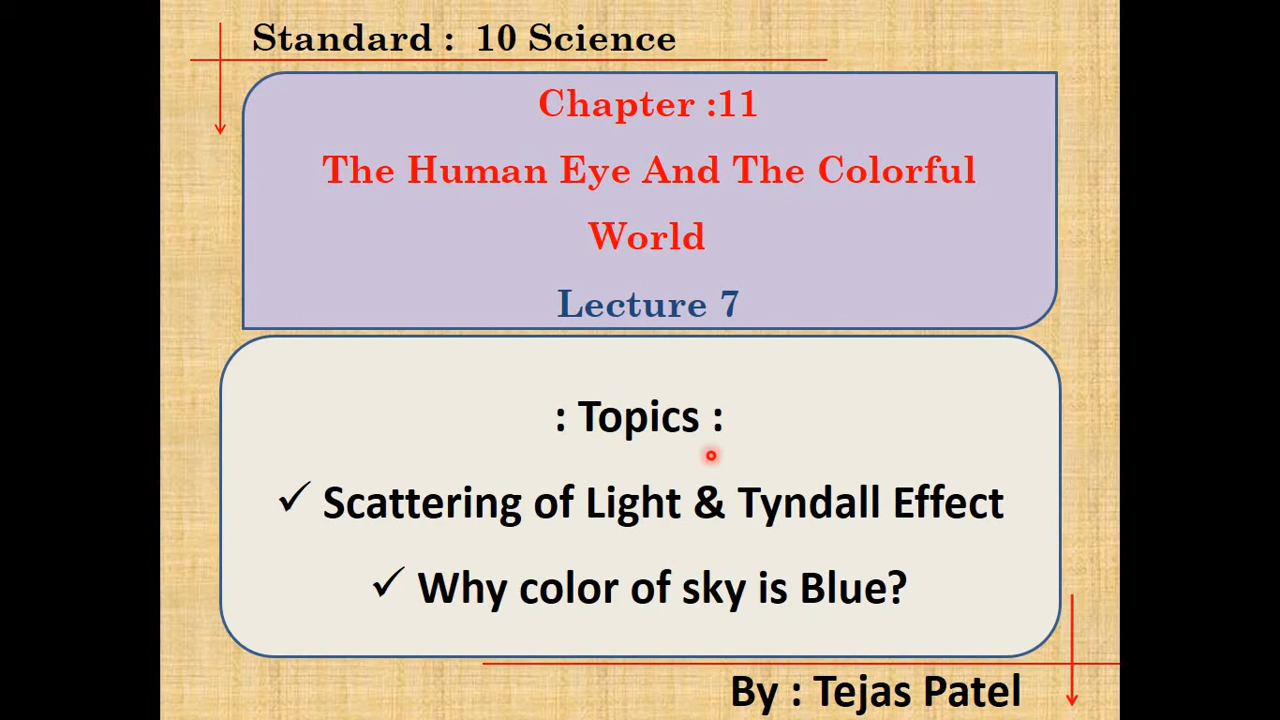 Standard :  10 Science
Chapter :11
The Human Eye And The Colorful
World
Lecture 7
: Topics :
✓ Scattering of Light & Tyndall Effect
✓ Why color of sky is Blue?
By : Tejas Patel